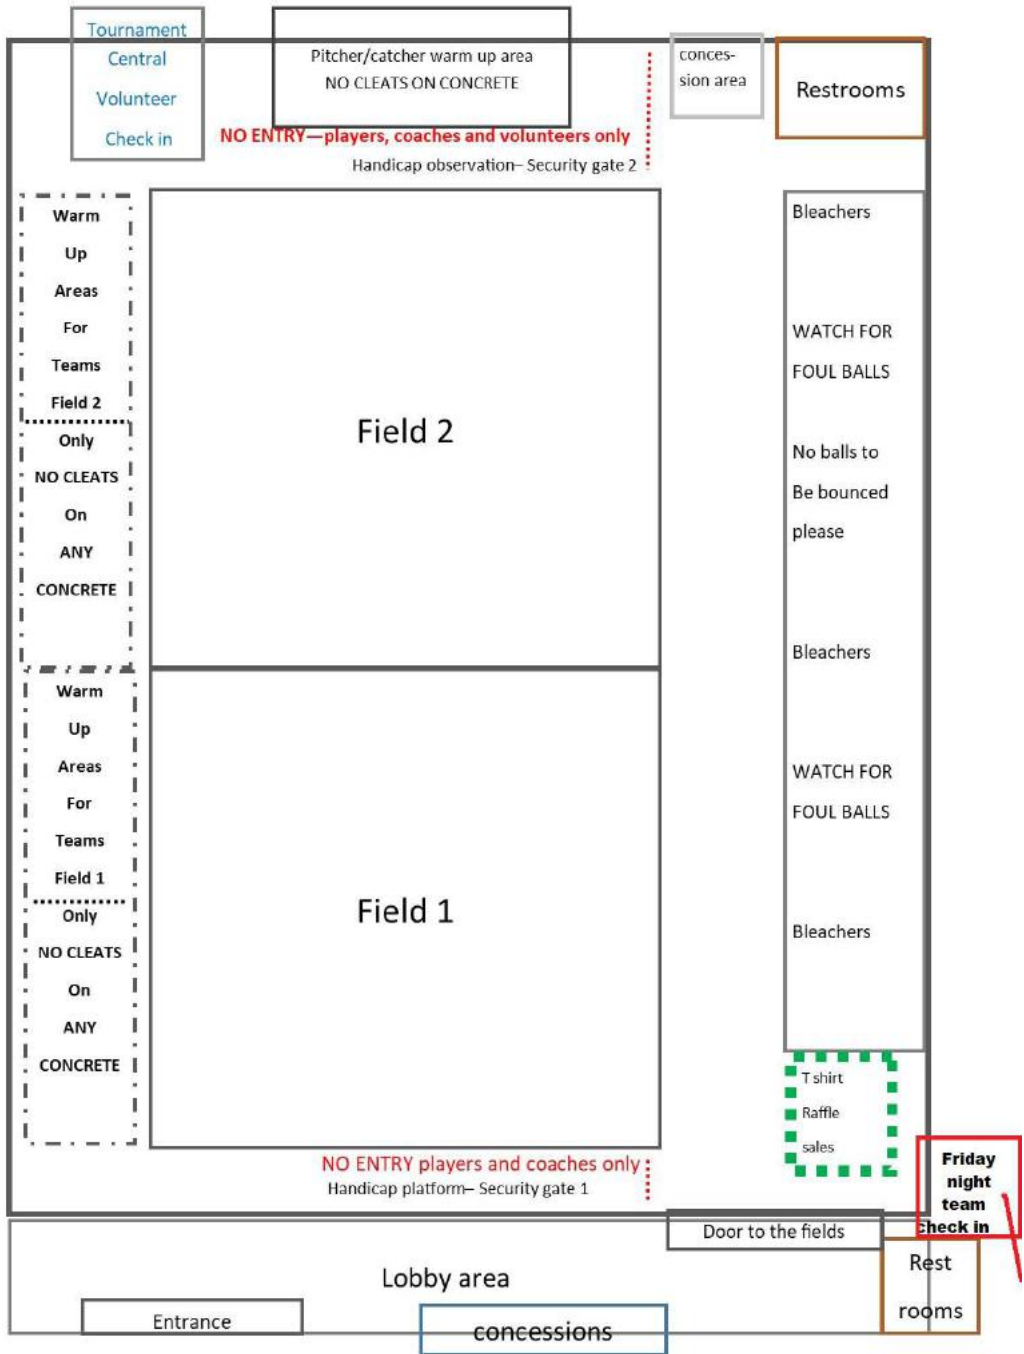 Tournament
Central
Volunteer
Check in
Pitcher/catcher warm up area
NO CLEATS ON CONCRETE
conces-
sion area
Restrooms
NO ENTRY—players, coaches and volunteers only
Handicap observation– Security gate 2
Warm
Up
Areas
For
Teams
Field 2
Only
NO CLEATS
On
ANY
CONCRETE
Field 2
Bleachers
WATCH FOR
FOUL BALLS
No balls to
Be bounced
please
Bleachers
WATCH FOR
FOUL BALLS
Bleachers
Warm
Up
Areas
For
Teams
Field 1
Only
NO CLEATS
On
ANY
CONCRETE
Field 1
T shirt
Raffle
sales
NO ENTRY players and coaches only
Handicap platform– Security gate 1
Friday
night
team
check in
Door to the fields
Lobby area
Rest
rooms
Entrance
concessions